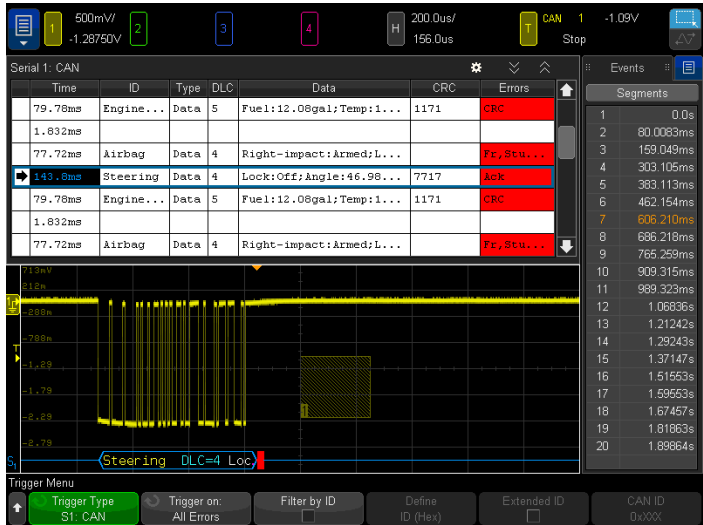 1 500mV/ -1.28750V 2 3 4 H 200.0us/ 156.0us T CAN 1 -1.09V Stop
Serial 1: CAN
Time ID Type DLC Data CRC Errors
79.78ms Engine... Data 5 Fuel:12.08gal;Temp:1... 1171 CRC
1.832ms
77.72ms Airbag Data 4 Right-impact:Armed;L... Fr,Stu...
143.8ms Steering Data 4 Lock:Off;Angle:46.98... 7717 Ack
79.78ms Engine... Data 5 Fuel:12.08gal;Temp:1... 1171 CRC
1.832ms
77.72ms Airbag Data 4 Right-impact:Armed;L... Fr,Stu...
Events
Segments
1 0.0s
2 80.0083ms
3 159.049ms
4 303.105ms
5 383.113ms
6 462.154ms
7 606.210ms
8 686.218ms
9 765.259ms
10 909.315ms
11 989.323ms
12 1.06836s
13 1.21242s
14 1.29243s
15 1.37147s
16 1.51553s
17 1.59553s
18 1.67457s
19 1.81863s
20 1.89864s
713mV
212m
-288m
-788m
T
-1.29
-1.79
-2.29
-2.79
S1 Steering DLC=4 Loc
Trigger Menu
Trigger Type Trigger on: Filter by ID Define Extended ID CAN ID
S1: CAN All Errors ID (Hex) 0xXXX